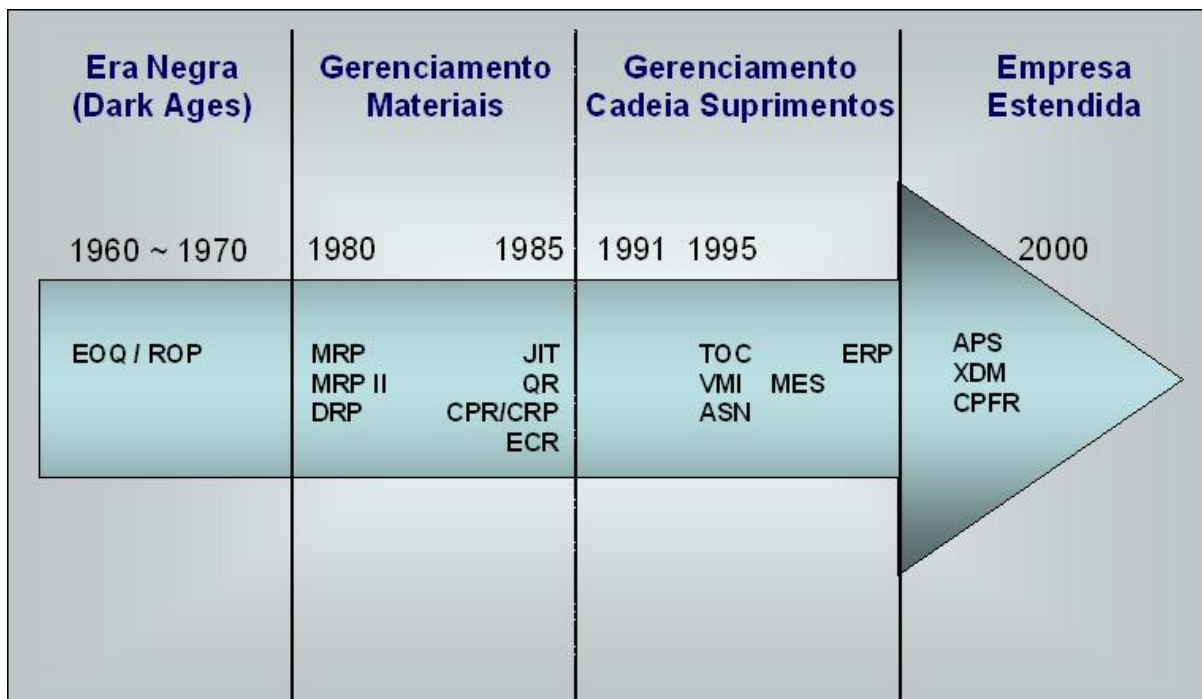 Era Negra
(Dark Ages)
Gerenciamento
Materiais
Gerenciamento
Cadeia Suprimentos
Empresa
Estendida
1960 ~ 1970
1980
1985
1991
1995
2000
EOQ / ROP
MRP
MRP II
DRP
JIT
QR
CPR/CRP
ECR
TOC
VMI
ASN
MES
ERP
APS
XDM
CPFR